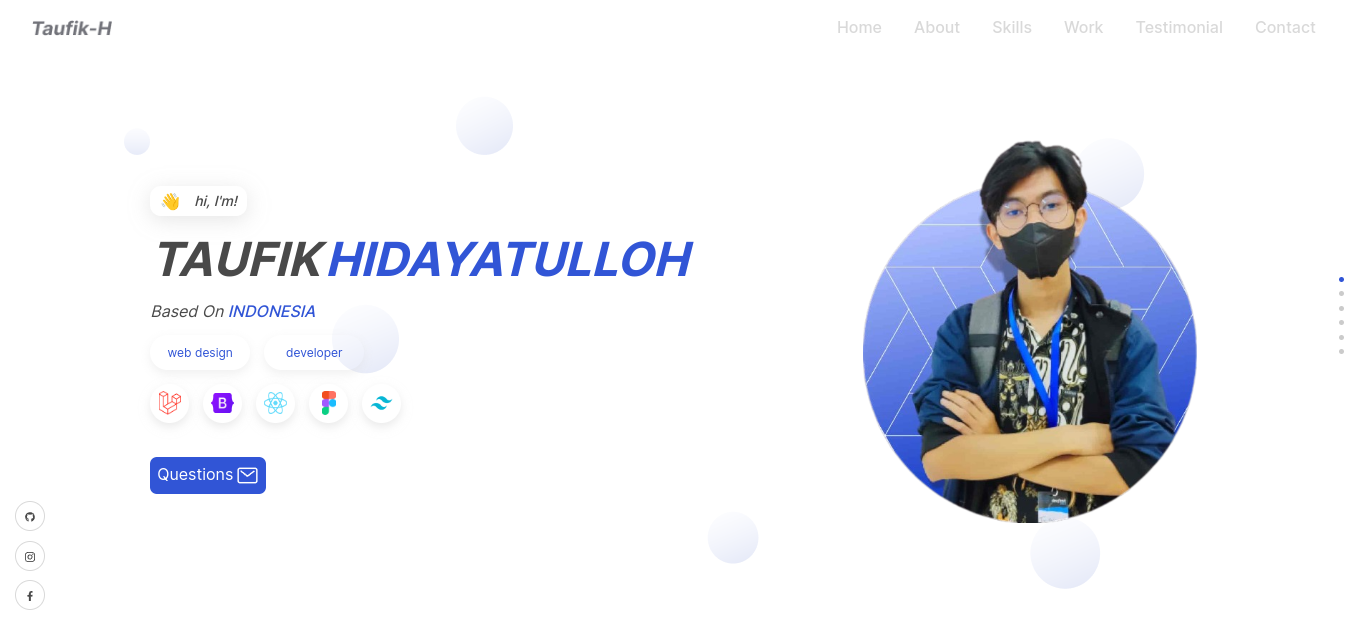 Taufik-H
Home About Skills Work Testimonial Contact
👋 hi, I'm!
TAUFIK HIDAYATULLOH
Based On INDONESIA
web design developer
B
Questions